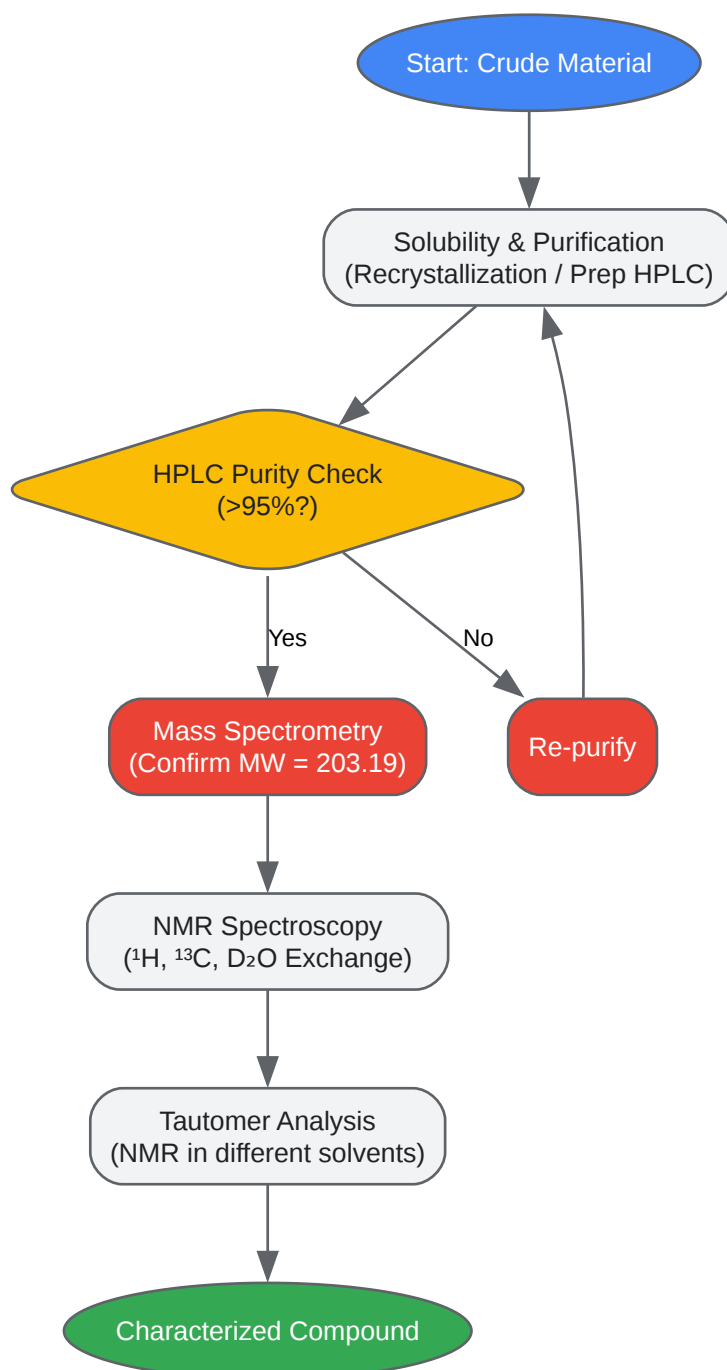 Start: Crude Material
Solubility & Purification
(Recrystallization / Prep HPLC)
HPLC Purity Check
(>95%?)
Yes
No
Mass Spectrometry
(Confirm MW = 203.19)
Re-purify
NMR Spectroscopy
(¹H, ¹³C, D₂O Exchange)
Tautomer Analysis
(NMR in different solvents)
Characterized Compound